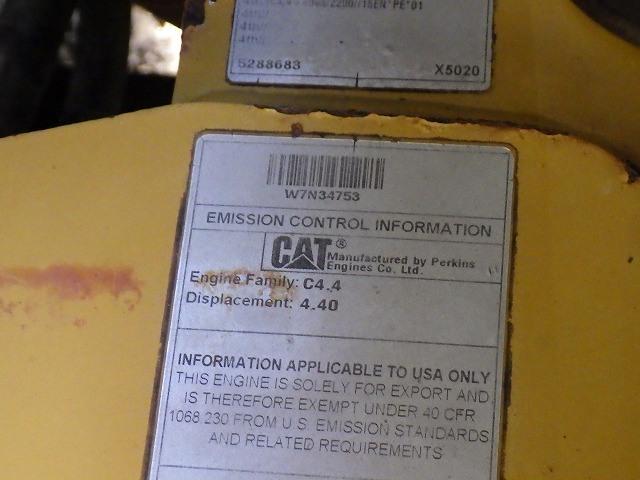 5288683 X5020
W7N34753
EMISSION CONTROL INFORMATION
CAT® Manufactured by Perkins
Engines Co. Ltd.
Engine Family: C4.4
Displacement: 4.40
INFORMATION APPLICABLE TO USA ONLY
THIS ENGINE IS SOLELY FOR EXPORT AND
IS THEREFORE EXEMPT UNDER 40 CFR
1068.230 FROM U.S. EMISSION STANDARDS
AND RELATED REQUIREMENTS